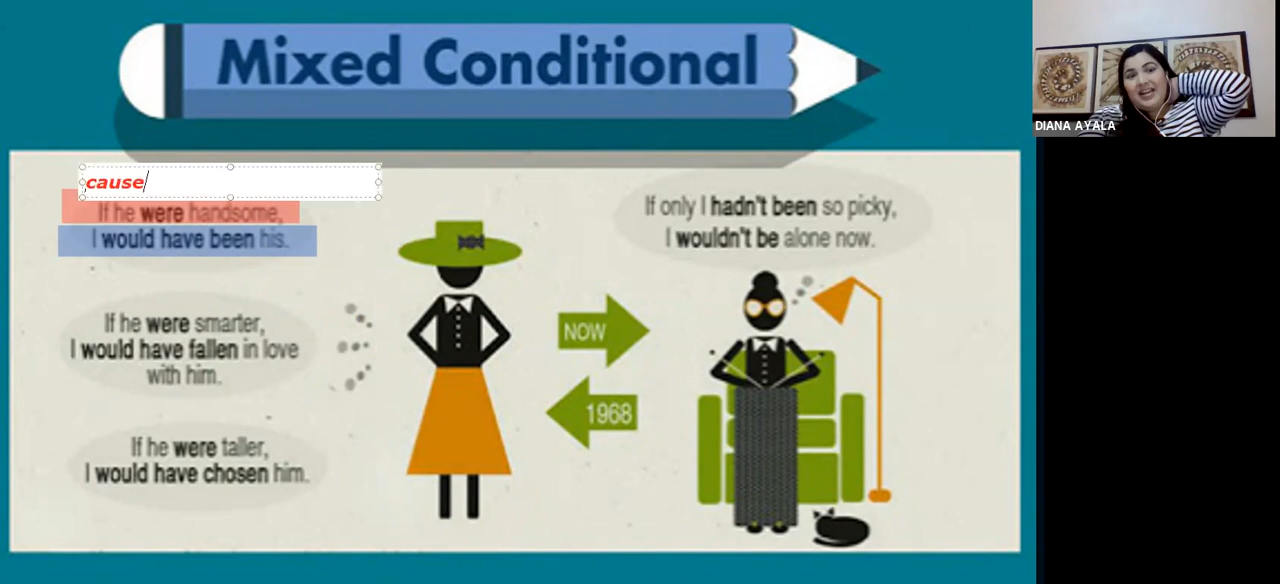 Mixed Conditional
DIANA AYALA
cause
If he were handsome,
I would have been his.
If he were smarter,
I would have fallen in love
with him.
If he were taller,
I would have chosen him.
NOW
1968
If only I hadn't been so picky,
I wouldn't be alone now.